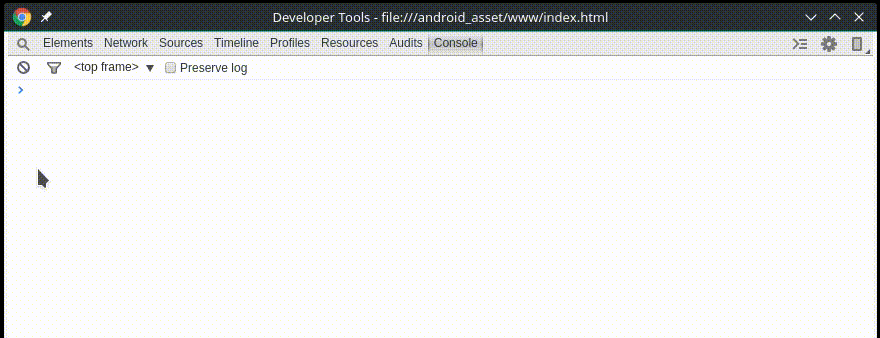 Developer Tools - file:///android_asset/www/index.html
Elements Network Sources Timeline Profiles Resources Audits Console
<top frame> Preserve log